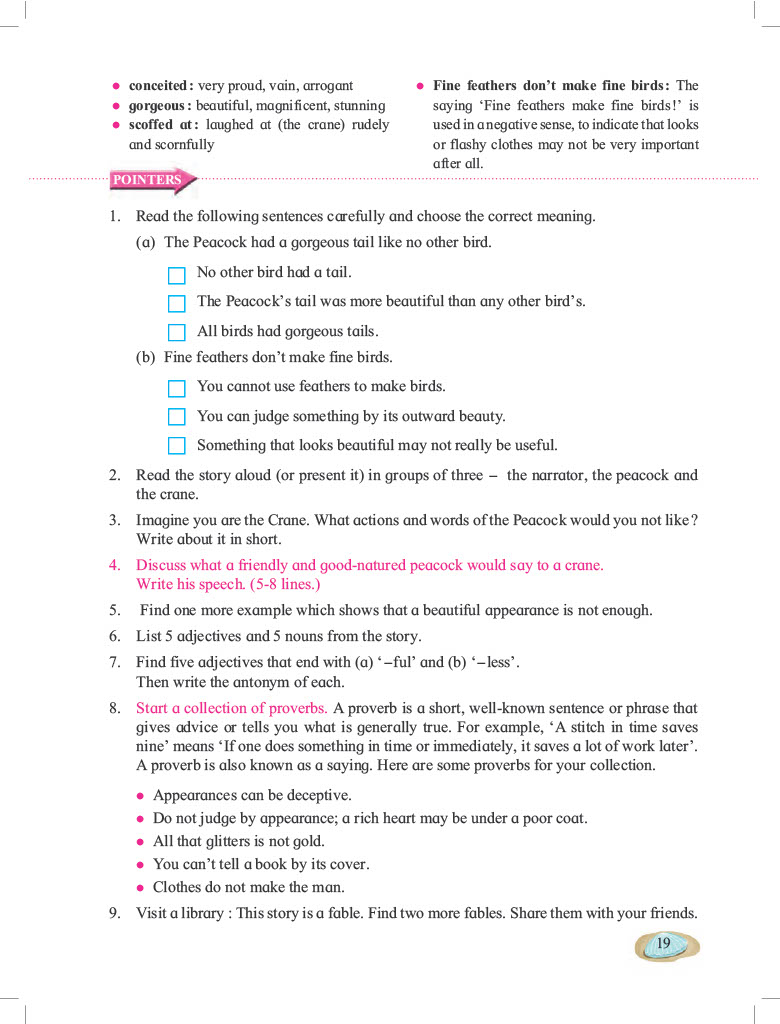 ● conceited : very proud, vain, arrogant
● gorgeous : beautiful, magnificent, stunning
● scoffed at : laughed at (the crane) rudely
and scornfully
● Fine feathers don't make fine birds : The
saying 'Fine feathers make fine birds!' is
used in a negative sense, to indicate that looks
or flashy clothes may not be very important
after all.
POINTERS
1. Read the following sentences carefully and choose the correct meaning.
(a) The Peacock had a gorgeous tail like no other bird.
No other bird had a tail.
The Peacock's tail was more beautiful than any other bird's.
All birds had gorgeous tails.
(b) Fine feathers don't make fine birds.
You cannot use feathers to make birds.
You can judge something by its outward beauty.
Something that looks beautiful may not really be useful.
2. Read the story aloud (or present it) in groups of three – the narrator, the peacock and
the crane.
3. Imagine you are the Crane. What actions and words of the Peacock would you not like ?
Write about it in short.
4. Discuss what a friendly and good-natured peacock would say to a crane.
Write his speech. (5-8 lines.)
5. Find one more example which shows that a beautiful appearance is not enough.
6. List 5 adjectives and 5 nouns from the story.
7. Find five adjectives that end with (a) '–ful' and (b) '–less'.
Then write the antonym of each.
8. Start a collection of proverbs. A proverb is a short, well-known sentence or phrase that
gives advice or tells you what is generally true. For example, 'A stitch in time saves
nine' means 'If one does something in time or immediately, it saves a lot of work later'.
A proverb is also known as a saying. Here are some proverbs for your collection.
● Appearances can be deceptive.
● Do not judge by appearance; a rich heart may be under a poor coat.
● All that glitters is not gold.
● You can't tell a book by its cover.
● Clothes do not make the man.
9. Visit a library : This story is a fable. Find two more fables. Share them with your friends.
19